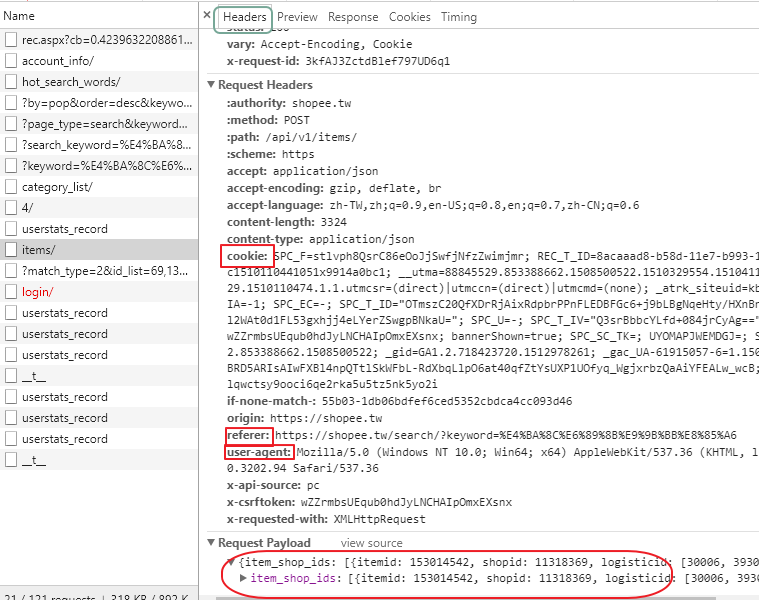 Name
× Headers Preview Response Cookies Timing
rec.aspx?cb=0.4239632208861...
account_info/
hot_search_words/
?by=pop&order=desc&keywo...
?page_type=search&keyword...
?search_keyword=%E4%BA%8...
?keyword=%E4%BA%8C%E6%...
category_list/
4/
userstats_record
items/
?match_type=2&id_list=69,13...
login/
userstats_record
userstats_record
userstats_record
__t__
userstats_record
userstats_record
userstats_record
__t__
21 / 121 requests | 318 KB / 892 K
vary: Accept-Encoding, Cookie
x-request-id: 3kfAJ3ZctdBlef797UD6q1
▼ Request Headers
:authority: shopee.tw
:method: POST
:path: /api/v1/items/
:scheme: https
accept: application/json
accept-encoding: gzip, deflate, br
accept-language: zh-TW,zh;q=0.9,en-US;q=0.8,en;q=0.7,zh-CN;q=0.6
content-length: 3324
content-type: application/json
cookie: SPC_F=stlvph8QsrC86eOoJjSwfjNfzZwimjmr; REC_T_ID=8acaaad8-b58d-11e7-b993-1
c1510110441051x9914a0bc1; __utma=88845529.853388662.1508500522.1510329554.1510411
29.1510110474.1.1.utmcsr=(direct)|utmccn=(direct)|utmcmd=(none); _atrk_siteuid=kb
IA=-1; SPC_EC=-; SPC_T_ID="OTmszC20QfXDrRjAixRdpbrPPnFLEDBFGc6+j9bLBgNqeHty/HXnBn
l2WAt0d1FL53gxhjj4eLYerZSwgpBNkaU="; SPC_U=-; SPC_T_IV="Q3srBbbcYLfd+084jrCyAg=="
wZZrmbsUEqub0hdJyLNCHAIpOmxEXsnx; bannerShown=true; SPC_SC_TK=; UYOMAPJWEMDGJ=; S
2.853388662.1508500522; _gid=GA1.2.718423720.1512978261; _gac_UA-61915057-6=1.150
BRD5ARIsAIwFXBl4npQTtlSkWFbL-RdXbqLlpO6at40qfZtYsUXP1UOfyq_WgjxrbzQaAiYFEALw_wcB;
lqwctsy9ooci6qe2rka5u5tz5nk5yo2i
if-none-match-: 55b03-1db06bdfef6ced5352cbdca4cc093d46
origin: https://shopee.tw
referer: https://shopee.tw/search/?keyword=%E4%BA%8C%E6%89%8B%E9%9B%BB%E8%85%A6
user-agent: Mozilla/5.0 (Windows NT 10.0; Win64; x64) AppleWebKit/537.36 (KHTML, l
0.3202.94 Safari/537.36
x-api-source: pc
x-csrftoken: wZZrmbsUEqub0hdJyLNCHAIpOmxEXsnx
x-requested-with: XMLHttpRequest
▼ Request Payload view source
▼ {item_shop_ids: [{itemid: 153014542, shopid: 11318369, logisticid: [30006, 3930
▶ item_shop_ids: [{itemid: 153014542, shopid: 11318369, logisticid: [30006, 393